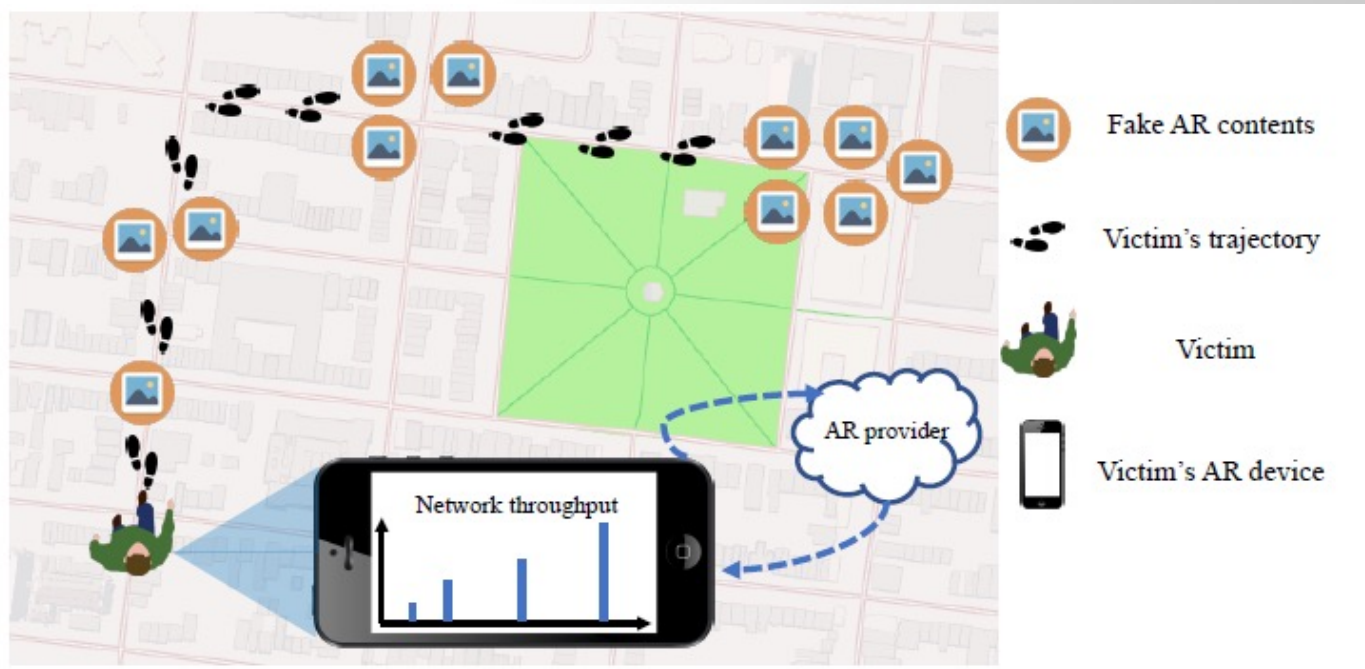 Fake AR contents
Victim's trajectory
Victim
AR provider
Victim's AR device
Network throughput